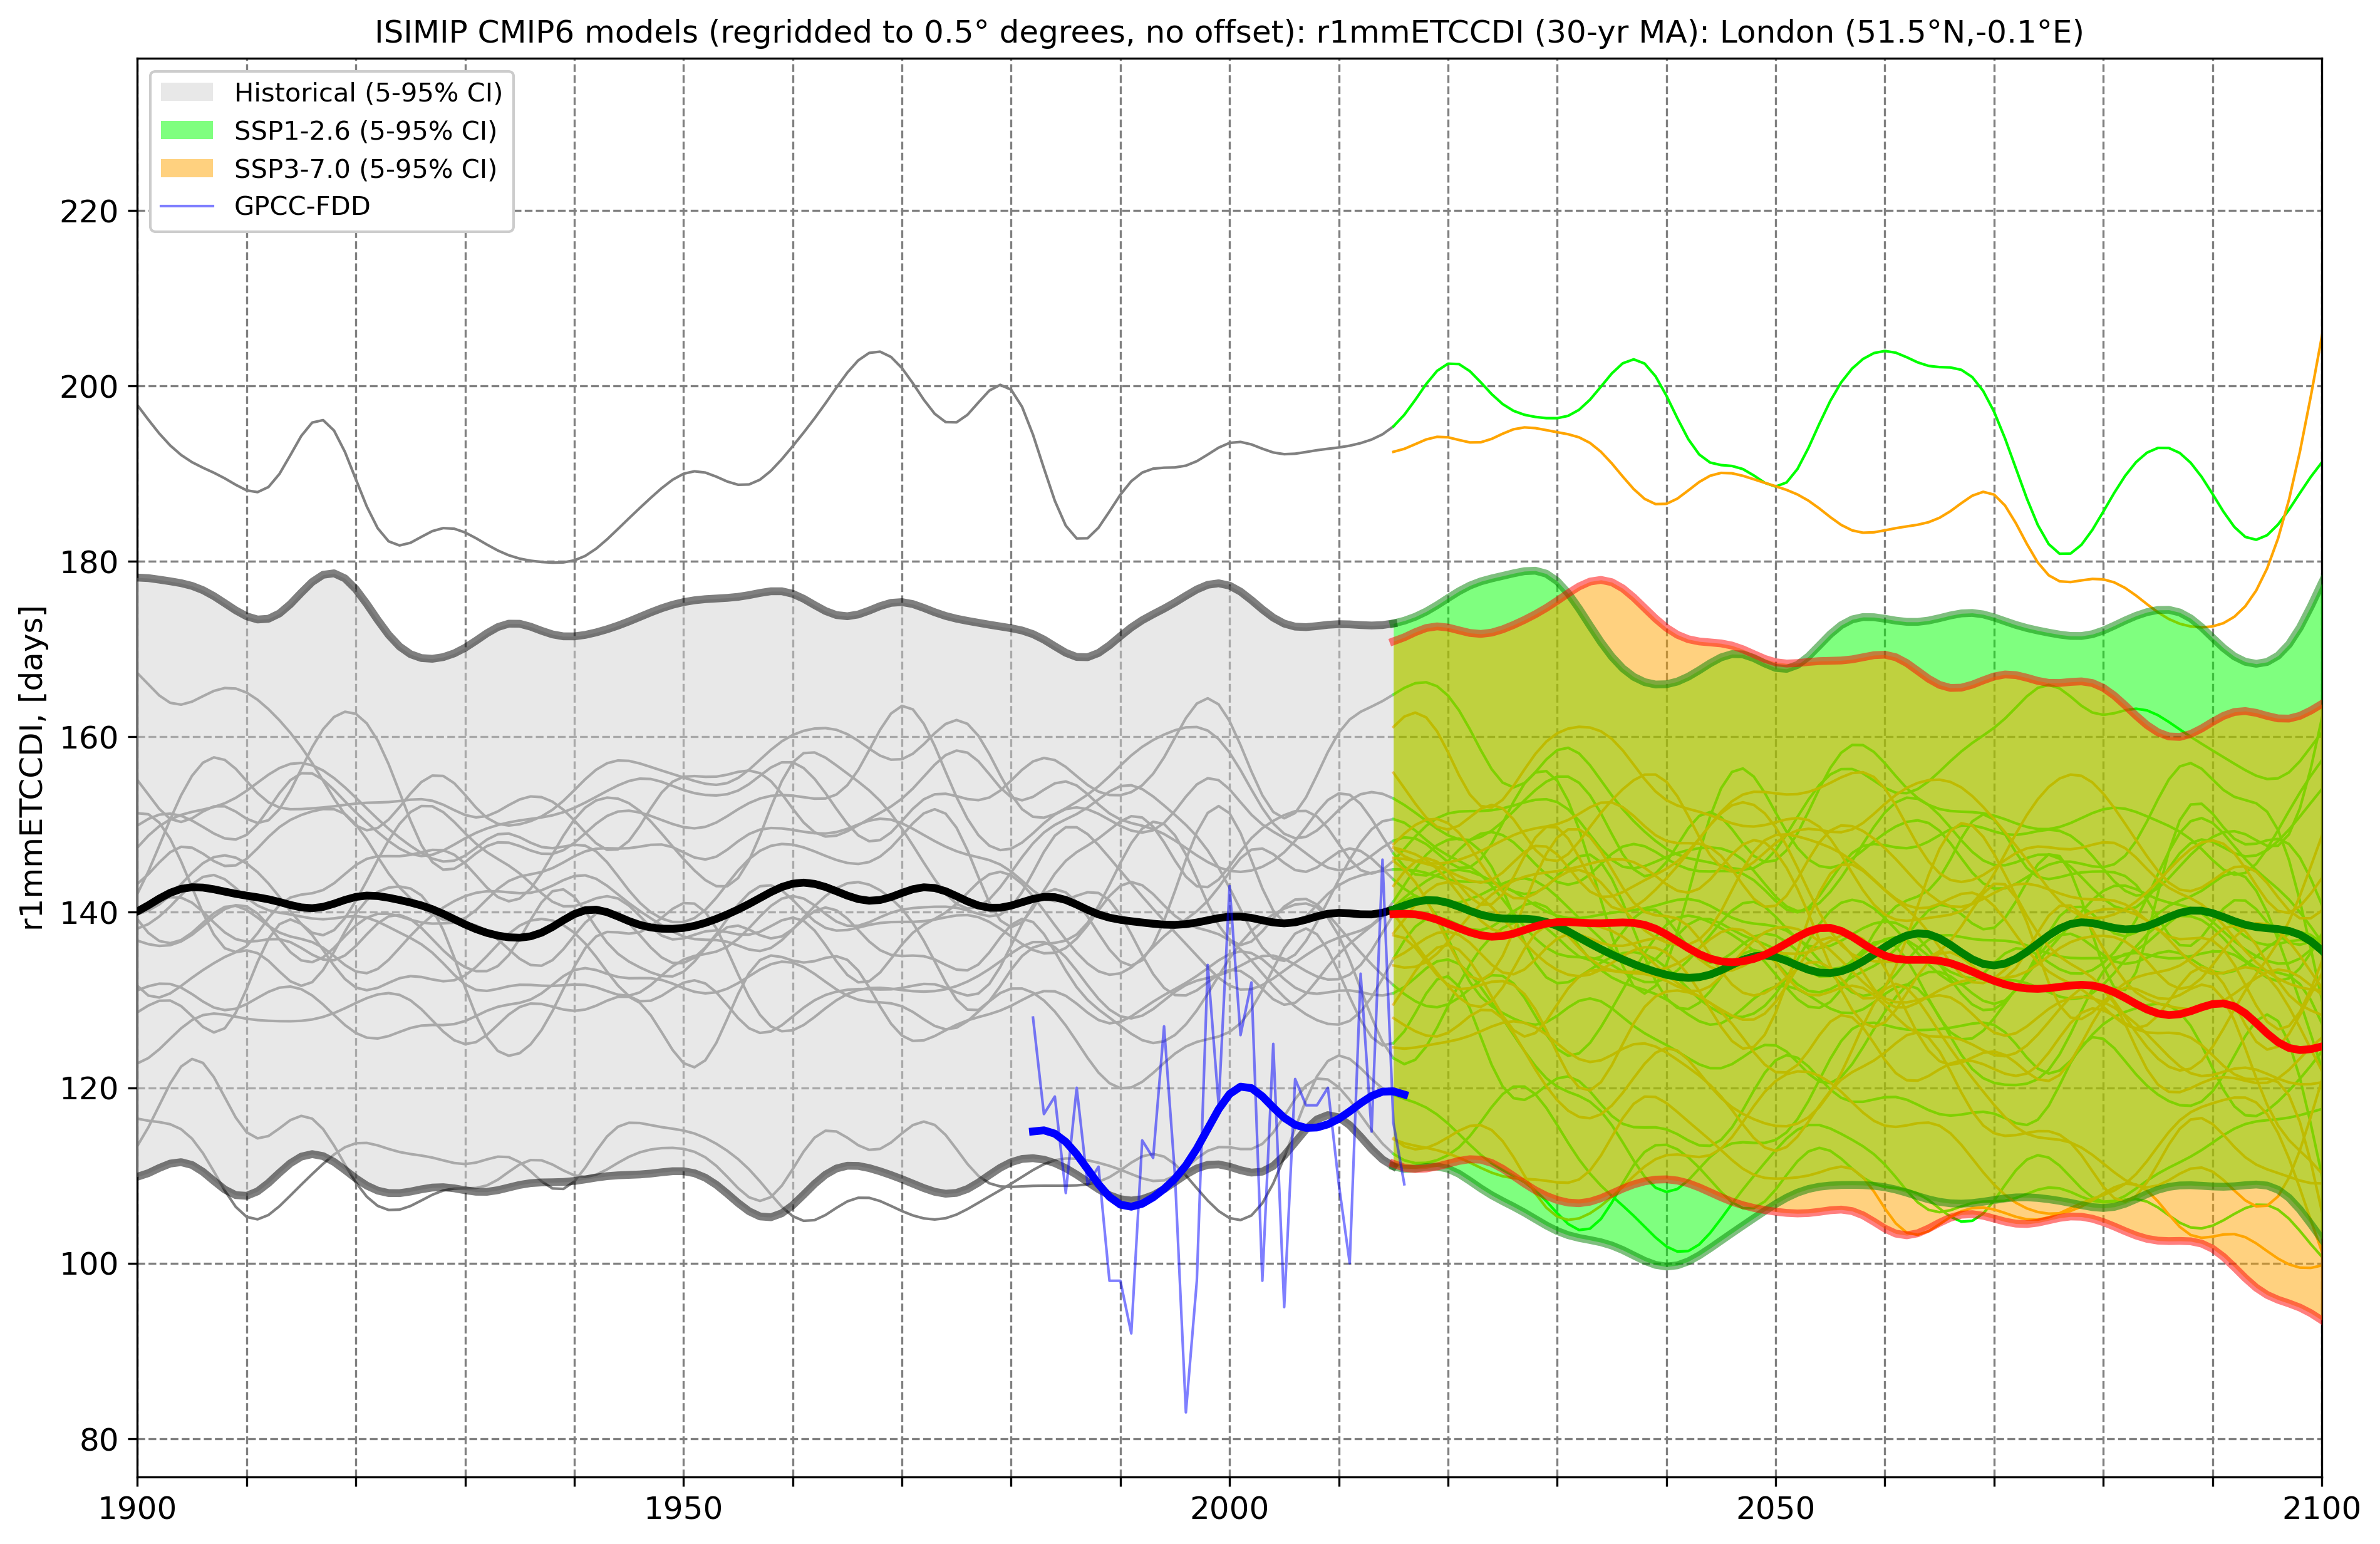 ISIMIP CMIP6 models (regridded to 0.5° degrees, no offset): r1mmETCCDI (30-yr MA): London (51.5°N,-0.1°E)
Historical (5-95% CI)
SSP1-2.6 (5-95% CI)
SSP3-7.0 (5-95% CI)
GPCC-FDD
r1mmETCCDI, [days]
220
200
180
160
140
120
100
80
1900 1950 2000 2050 2100